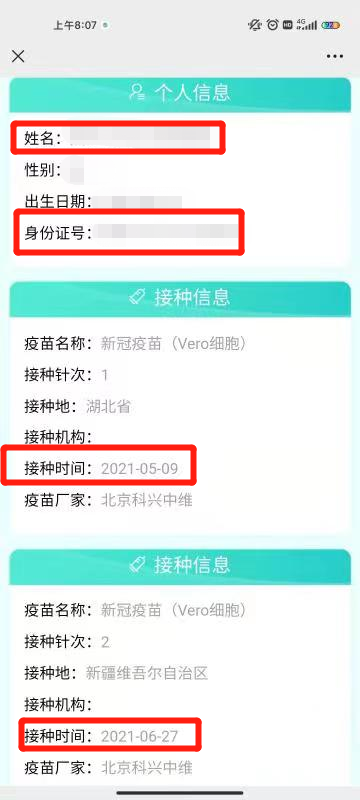 上午8:07
HD
4G
92
个人信息
姓名：
性别：
出生日期：
身份证号：
接种信息
疫苗名称：新冠疫苗（Vero细胞）
接种针次：1
接种地：湖北省
接种机构：
接种时间：2021-05-09
疫苗厂家：北京科兴中维
接种信息
疫苗名称：新冠疫苗（Vero细胞）
接种针次：2
接种地：新疆维吾尔自治区
接种机构：
接种时间：2021-06-27
疫苗厂家：北京科兴中维